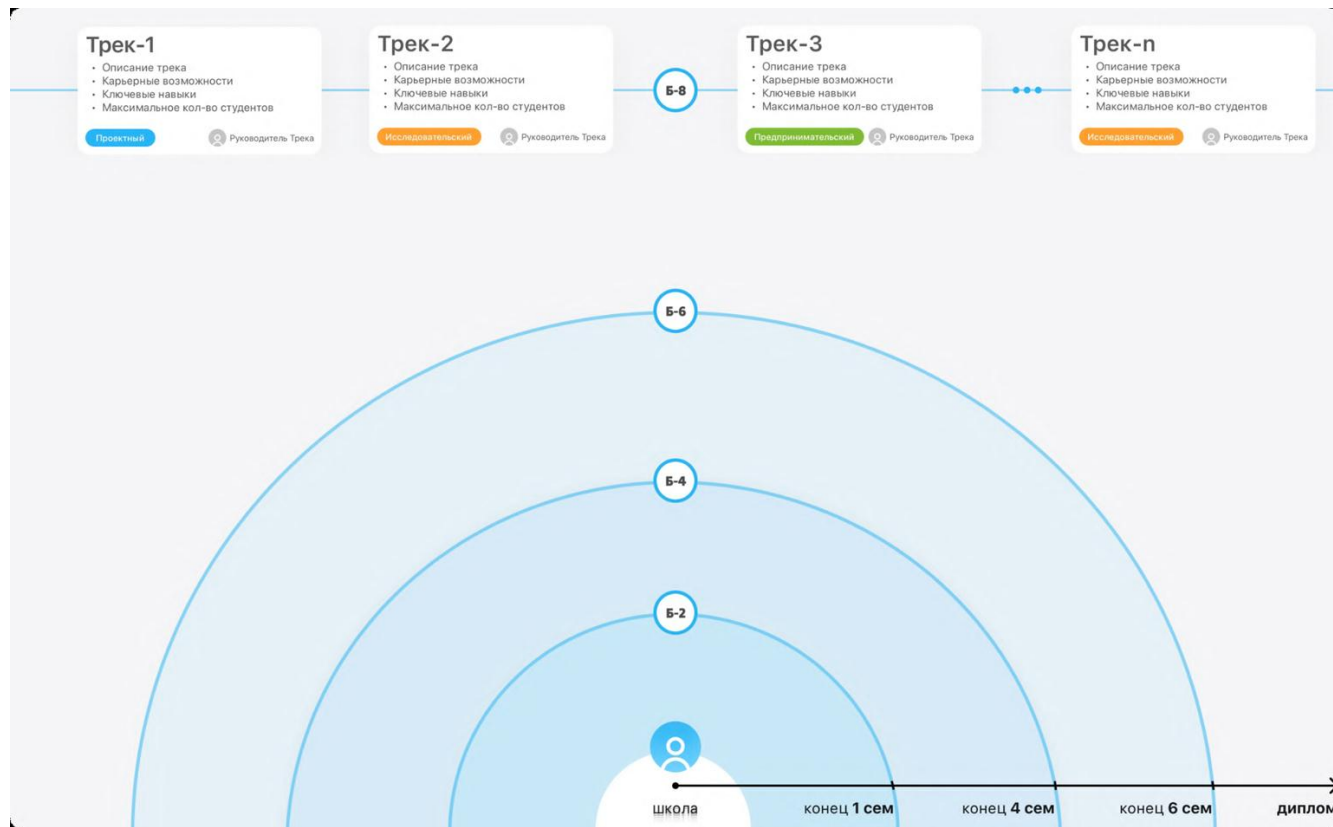 Трек-1
• Описание трека
• Карьерные возможности
• Ключевые навыки
• Максимальное кол-во студентов
Проектный
Руководитель Трека
Трек-2
• Описание трека
• Карьерные возможности
• Ключевые навыки
• Максимальное кол-во студентов
Исследовательский
Руководитель Трека
Б-8
Трек-3
• Описание трека
• Карьерные возможности
• Ключевые навыки
• Максимальное кол-во студентов
Предпринимательский
Руководитель Трека
Трек-n
• Описание трека
• Карьерные возможности
• Ключевые навыки
• Максимальное кол-во студентов
Исследовательский
Руководитель Трека
Б-6
Б-4
Б-2
школа
конец 1 сем
конец 4 сем
конец 6 сем
диплом